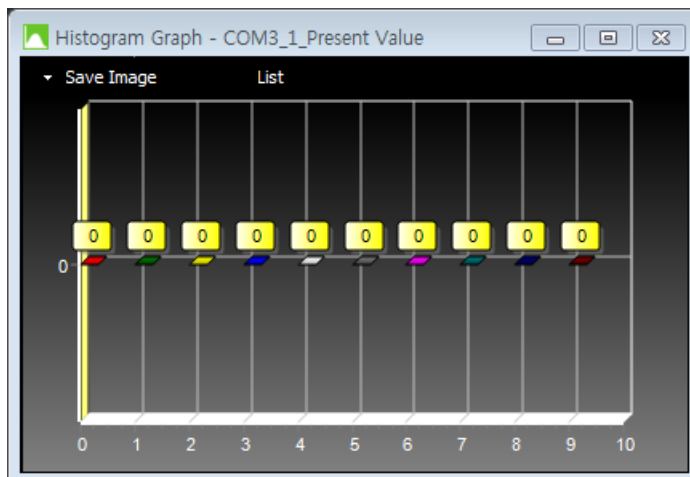 Histogram Graph - COM3_1_Present Value
Save Image List
0 0 0 0 0 0 0 0 0 0
0
0 1 2 3 4 5 6 7 8 9 10